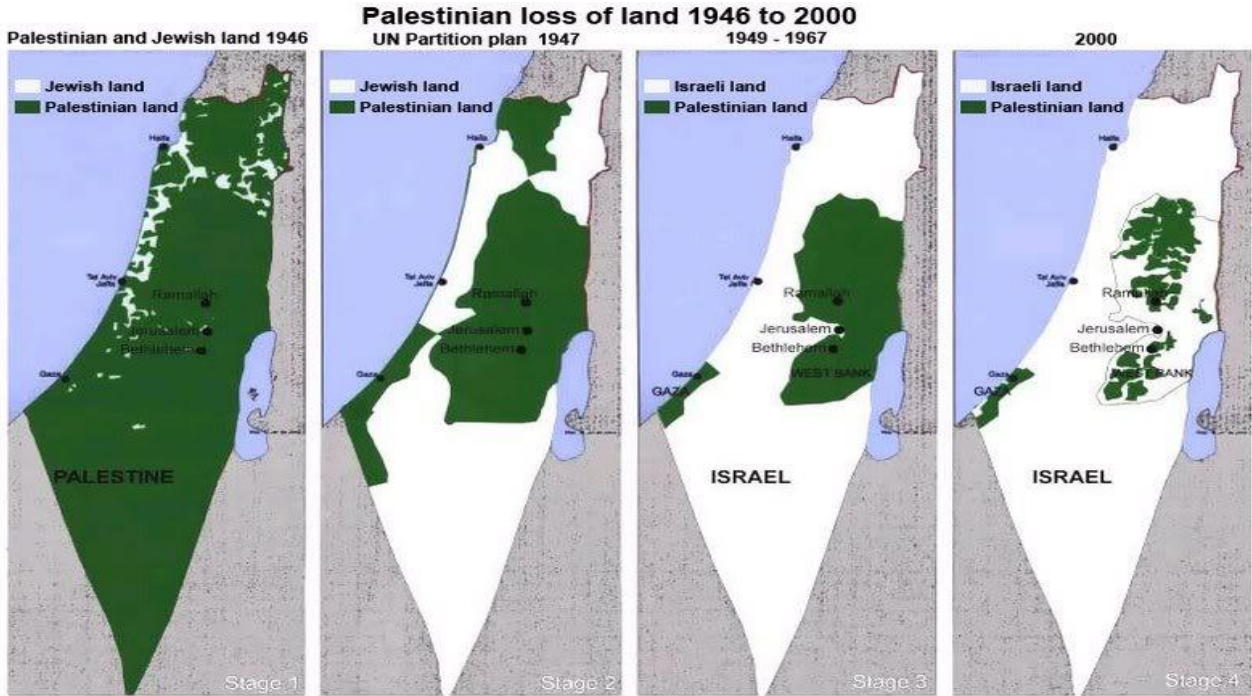 Palestinian loss of land 1946 to 2000
Palestinian and Jewish land 1946
Jewish land
Palestinian land
Haifa
Tel Aviv
Jaffa
Ramallah
Jerusalem
Bethlehem
Gaza
PALESTINE
Stage 1
UN Partition plan 1947
Jewish land
Palestinian land
Haifa
Tel Aviv
Jaffa
Ramallah
Jerusalem
Bethlehem
Gaza
Stage 2
1949 - 1967
Israeli land
Palestinian land
Haifa
Tel Aviv
Jaffa
Ramallah
Jerusalem
Bethlehem
Gaza
GAZA
WEST BANK
ISRAEL
Stage 3
2000
Israeli land
Palestinian land
Haifa
Tel Aviv
Jaffa
Ramallah
Jerusalem
Bethlehem
Gaza
GAZA
WEST BANK
ISRAEL
Stage 4